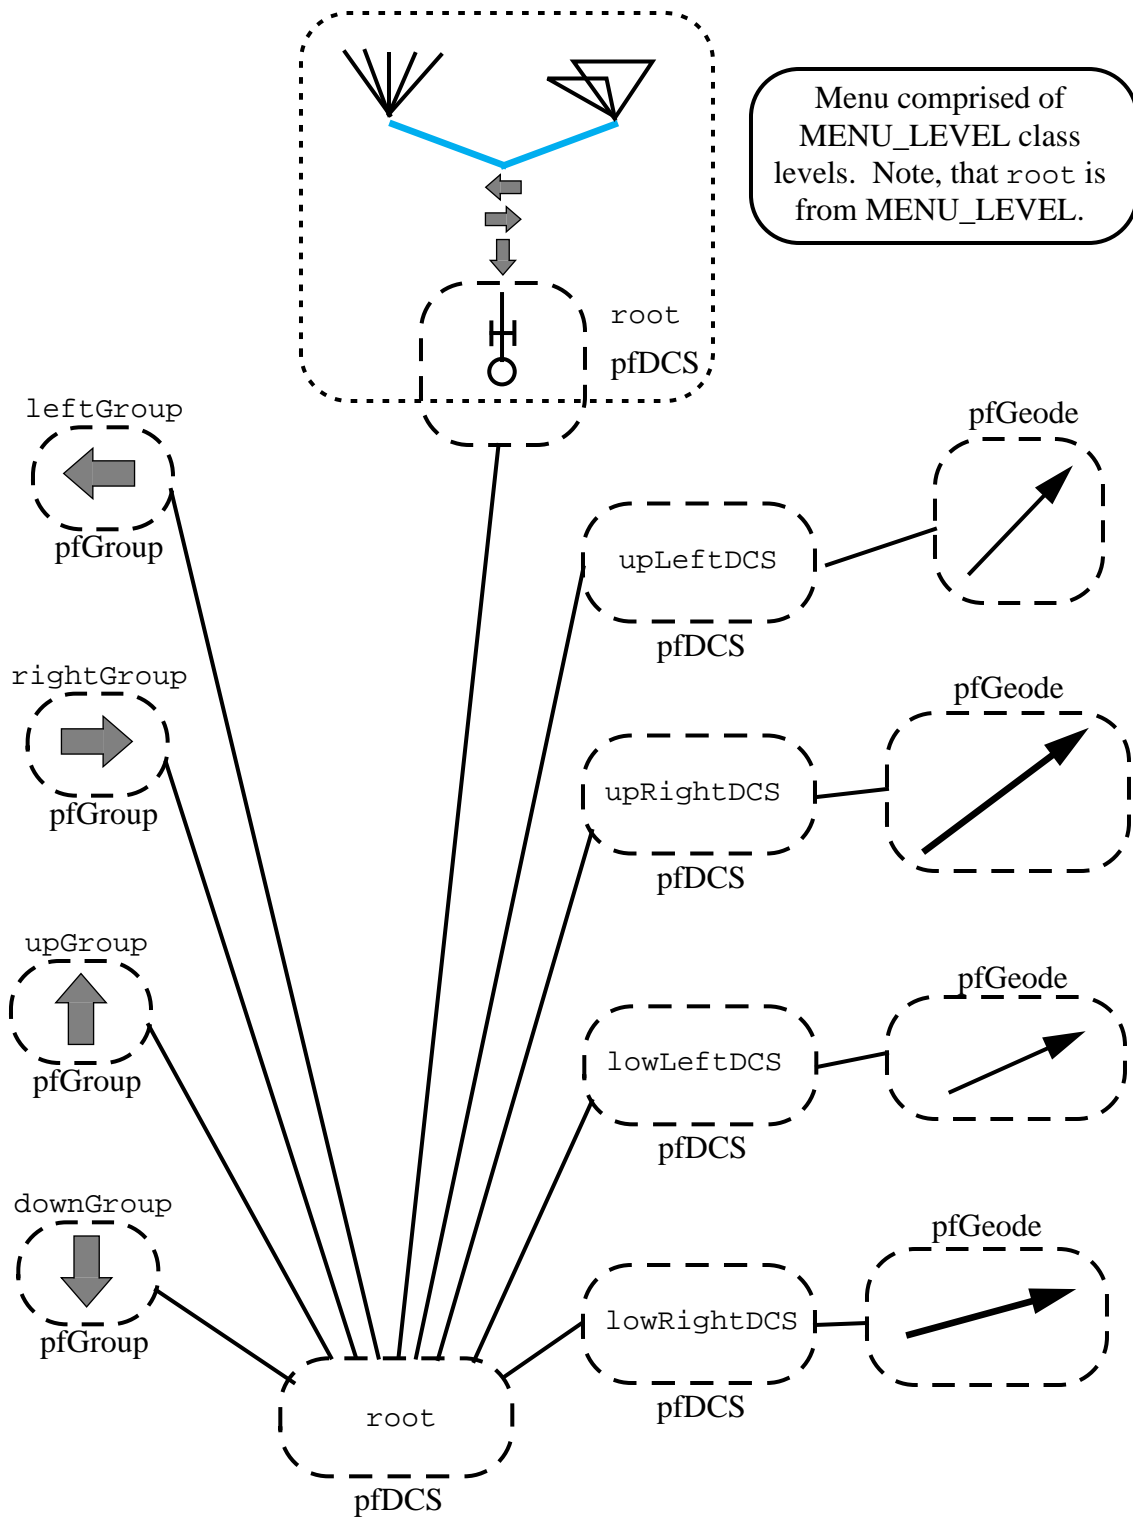 Menu comprised of
MENU_LEVEL class
levels. Note, that root is
from MENU_LEVEL.
root
pfDCS
leftGroup
pfGroup
rightGroup
pfGroup
upGroup
pfGroup
downGroup
pfGroup
upLeftDCS
pfDCS
pfGeode
upRightDCS
pfDCS
pfGeode
lowLeftDCS
pfDCS
pfGeode
lowRightDCS
pfDCS
pfGeode
root
pfDCS